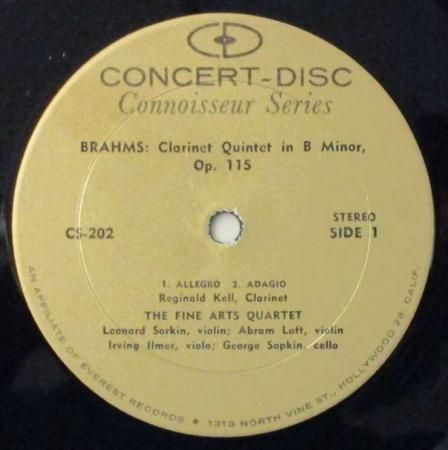 CD
CONCERT-DISC
Connoisseur Series
BRAHMS: Clarinet Quintet in B Minor,
Op. 115
CS-202
STEREO
SIDE 1
1. ALLEGRO 2. ADAGIO
Reginald Kell, Clarinet
THE FINE ARTS QUARTET
Leonard Sorkin, violin; Abram Loft, violin
Irving Ilmer, viola; George Sopkin, cello
AN AFFILIATE OF EVEREST RECORDS • 1313 NORTH VINE ST., HOLLYWOOD 28, CALIF.